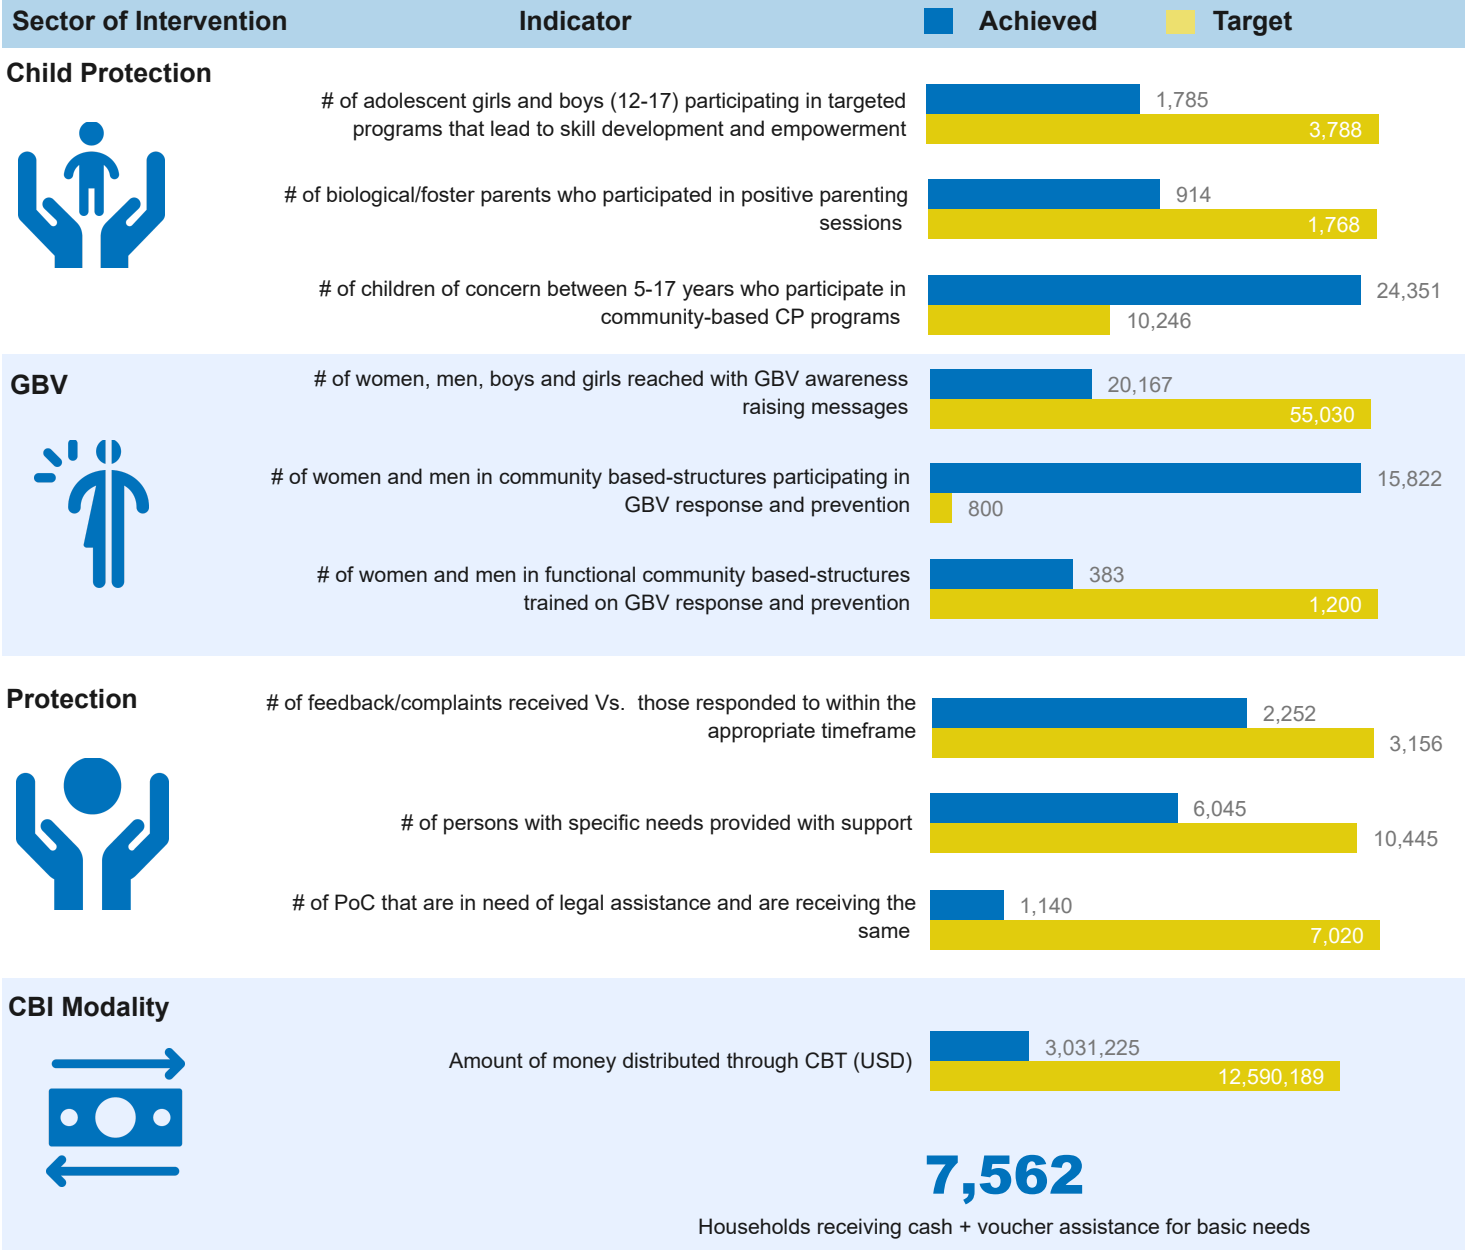 Sector of Intervention Indicator Achieved Target
Child Protection
# of adolescent girls and boys (12-17) participating in targeted
programs that lead to skill development and empowerment
1,785
3,788
# of biological/foster parents who participated in positive parenting
sessions
914
1,768
# of children of concern between 5-17 years who participate in
community-based CP programs
24,351
10,246
GBV
# of women, men, boys and girls reached with GBV awareness
raising messages
20,167
55,030
# of women and men in community based-structures participating in
GBV response and prevention
15,822
800
# of women and men in functional community based-structures
trained on GBV response and prevention
383
1,200
Protection
# of feedback/complaints received Vs. those responded to within the
appropriate timeframe
2,252
3,156
# of persons with specific needs provided with support
6,045
10,445
# of PoC that are in need of legal assistance and are receiving the
same
1,140
7,020
CBI Modality
Amount of money distributed through CBT (USD)
3,031,225
12,590,189
7,562
Households receiving cash + voucher assistance for basic needs